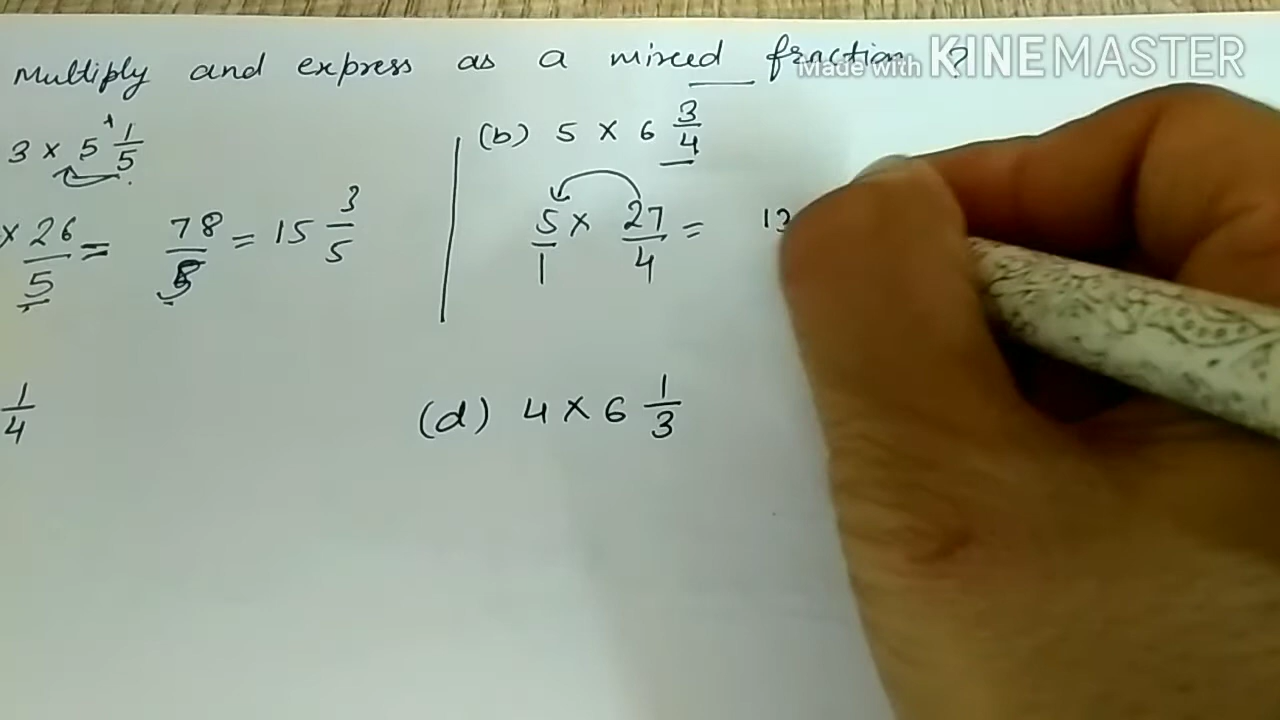 Multiply and express as a mixed fraction ?
Made with KINEMASTER
3 × 5 1/5
(b) 5 × 6 3/4
× 26/5 = 78/5 = 15 3/5
5/1 × 27/4 = 13
1/4
(d) 4 × 6 1/3